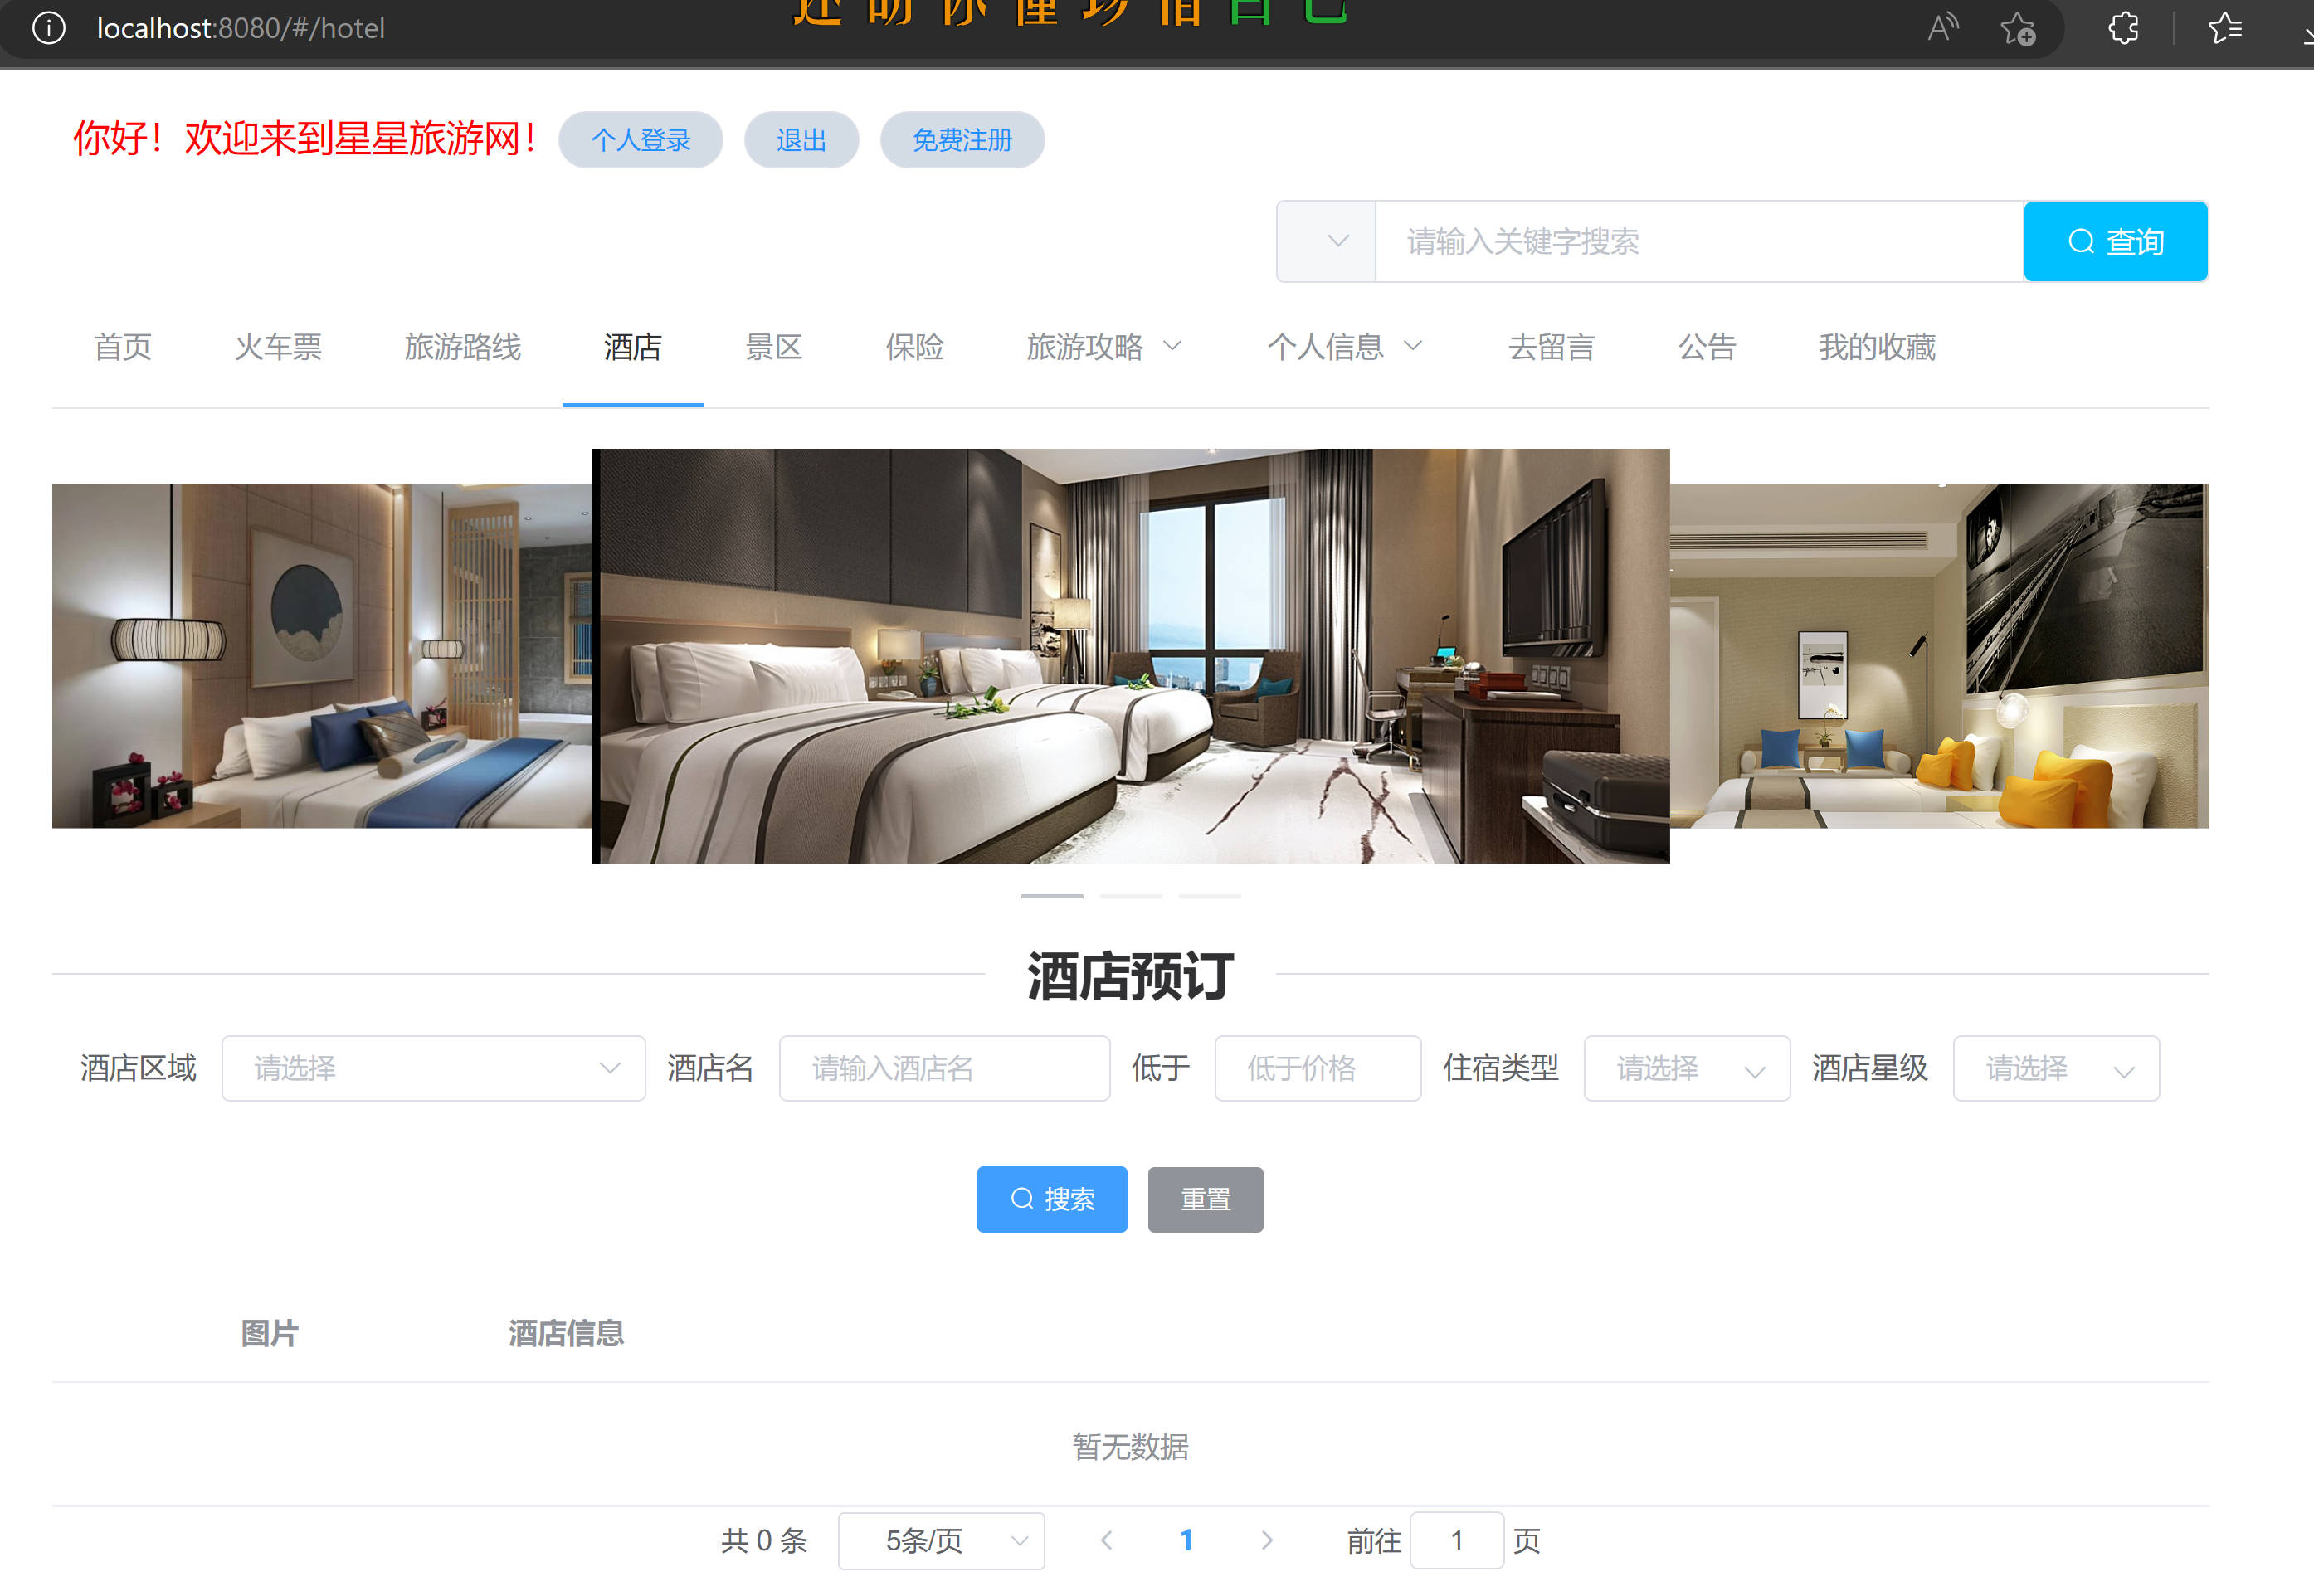 localhost:8080/#/hotel
你好！欢迎来到星星旅游网！ 个人登录 退出 免费注册
请输入关键字搜索 查询
首页 火车票 旅游路线 酒店 景区 保险 旅游攻略 个人信息 去留言 公告 我的收藏
酒店预订
酒店区域 请选择 酒店名 请输入酒店名 低于 低于价格 住宿类型 请选择 酒店星级 请选择
搜索 重置
图片 酒店信息
暂无数据
共 0 条 5条/页 1 前往 1 页